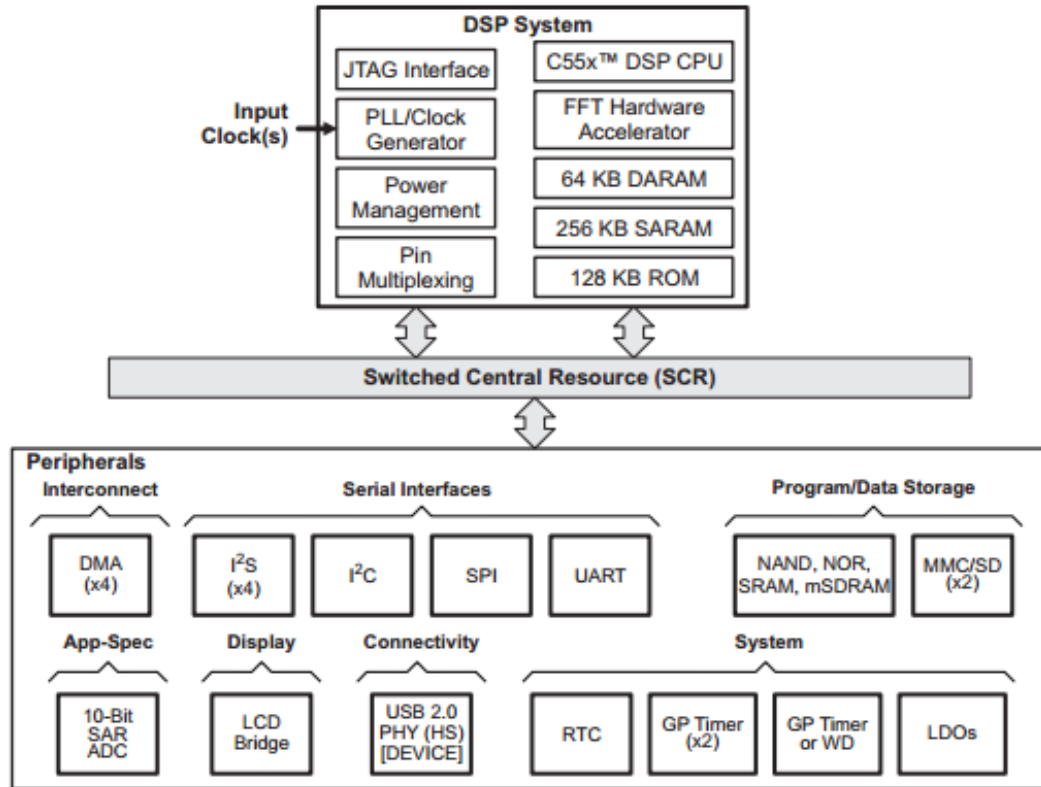 DSP System
JTAG Interface
C55x™ DSP CPU
Input
Clock(s)
PLL/Clock
Generator
FFT Hardware
Accelerator
Power
Management
64 KB DARAM
256 KB SARAM
Pin
Multiplexing
128 KB ROM
Switched Central Resource (SCR)
Peripherals
Interconnect
Serial Interfaces
Program/Data Storage
DMA
(x4)
I²S
(x4)
I²C
SPI
UART
NAND, NOR,
SRAM, mSDRAM
MMC/SD
(x2)
App-Spec
Display
Connectivity
System
10-Bit
SAR
ADC
LCD
Bridge
USB 2.0
PHY (HS)
[DEVICE]
RTC
GP Timer
(x2)
GP Timer
or WD
LDOs